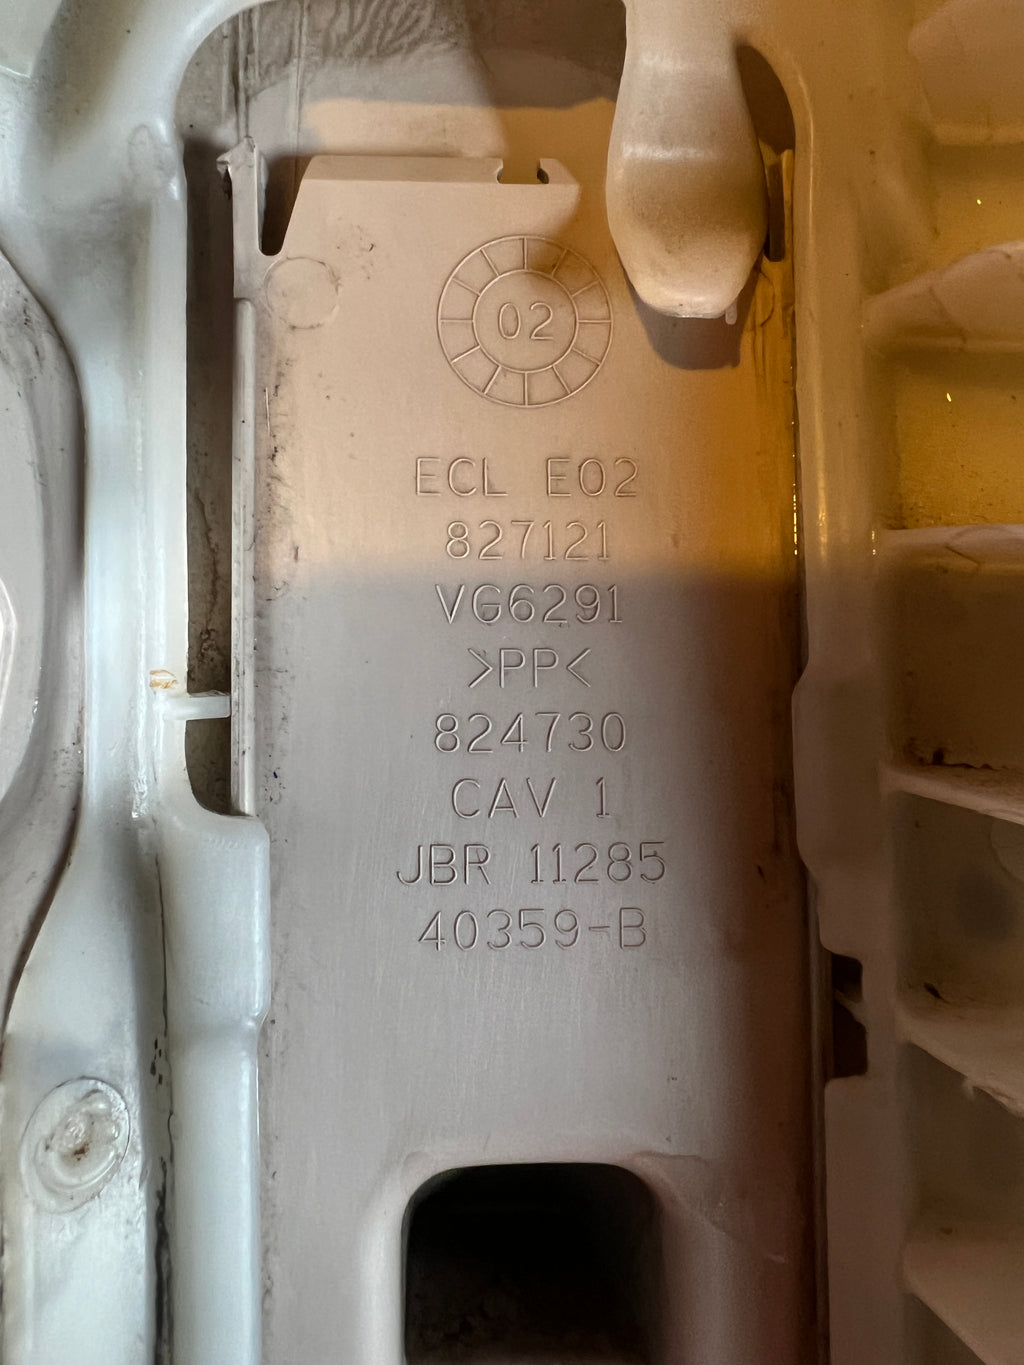 02
ECL E02
827121
VG6291
>PP<
824730
CAV 1
JBR 11285
40359-B